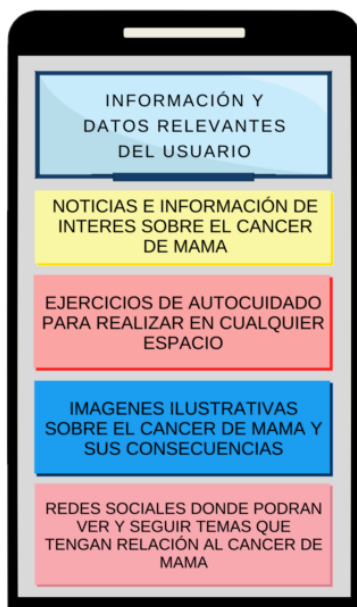 INFORMACIÓN Y
DATOS RELEVANTES
DEL USUARIO
NOTICIAS E INFORMACIÓN DE
INTERES SOBRE EL CANCER
DE MAMA
EJERCICIOS DE AUTOCUIDADO
PARA REALIZAR EN CUALQUIER
ESPACIO
IMAGENES ILUSTRATIVAS
SOBRE EL CANCER DE MAMA Y
SUS CONSECUENCIAS
REDES SOCIALES DONDE PODRAN
VER Y SEGUIR TEMAS QUE
TENGAN RELACIÓN AL CANCER DE
MAMA